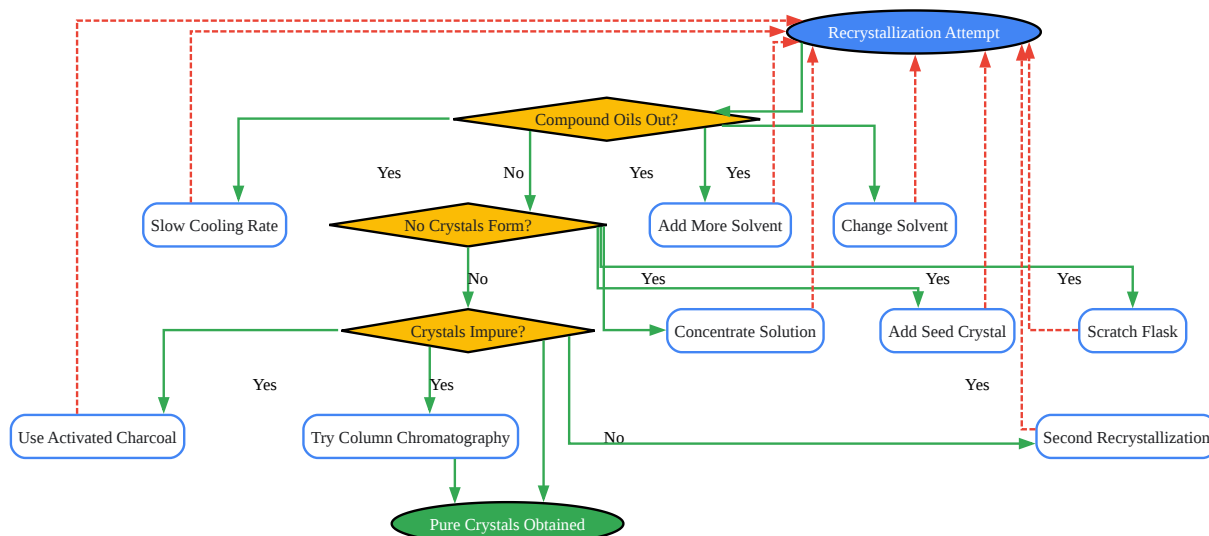 Recrystallization Attempt
Compound Oils Out?
Yes
No
Yes
Yes
Slow Cooling Rate
No Crystals Form?
Add More Solvent
Change Solvent
No
Yes
Yes
Yes
Crystals Impure?
Concentrate Solution
Add Seed Crystal
Scratch Flask
Yes
Yes
Yes
Use Activated Charcoal
Try Column Chromatography
No
Second Recrystallization
Pure Crystals Obtained